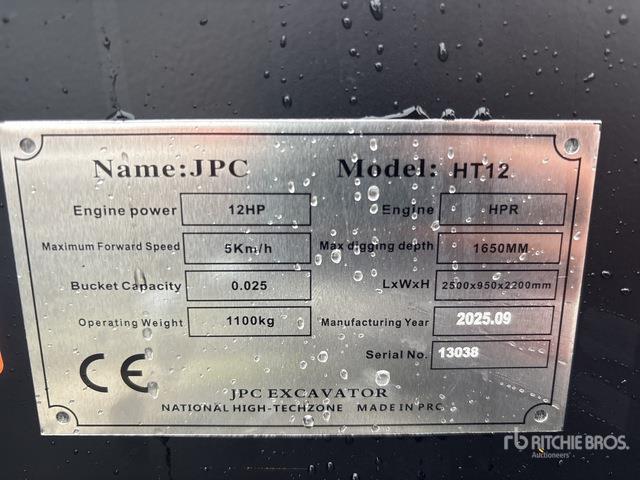 Name:JPC Model: HT12
Engine power 12HP Engine HPR
Maximum Forward Speed 5Km/h Max digging depth 1650MM
Bucket Capacity 0.025 LxWxH 2500x950x2200mm
Operating Weight 1100kg Manufacturing Year 2025.09
Serial No. 13038
CE
JPC EXCAVATOR
NATIONAL HIGH-TECHZONE MADE IN PRC
rb RITCHIE BROS.
Auctioneers